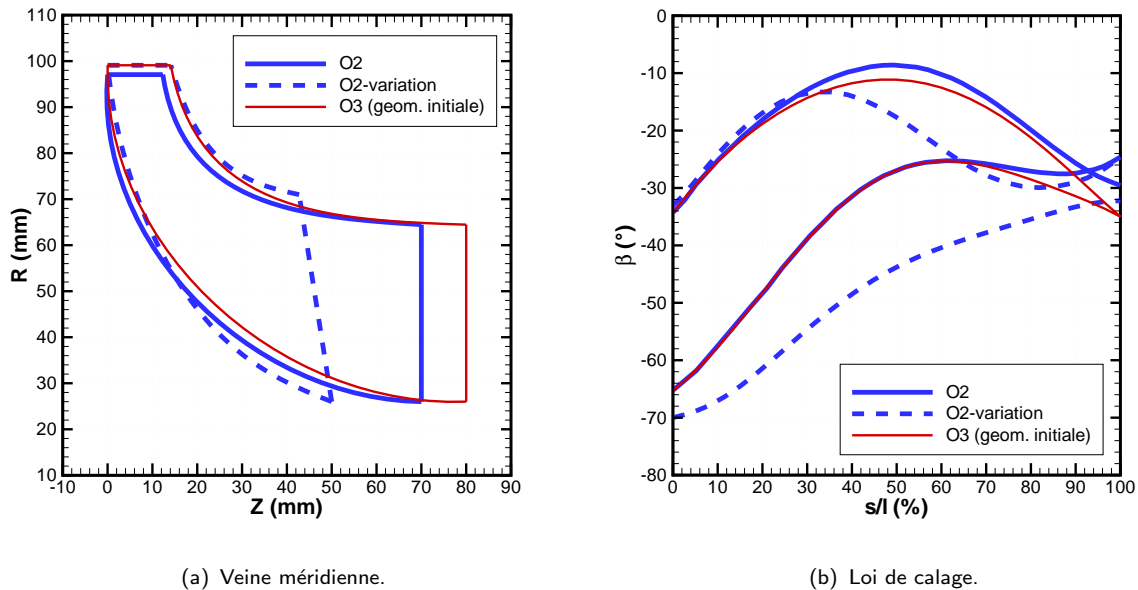 110
100
90
80
70
60
50
40
30
20
10
R (mm)
-10 0 10 20 30 40 50 60 70 80 90
Z (mm)
O2
O2-variation
O3 (geom. initiale)
(a) Veine méridienne.
0
-10
-20
-30
-40
-50
-60
-70
-80
β (°)
0 10 20 30 40 50 60 70 80 90 100
s/l (%)
O2
O2-variation
O3 (geom. initiale)
(b) Loi de calage.